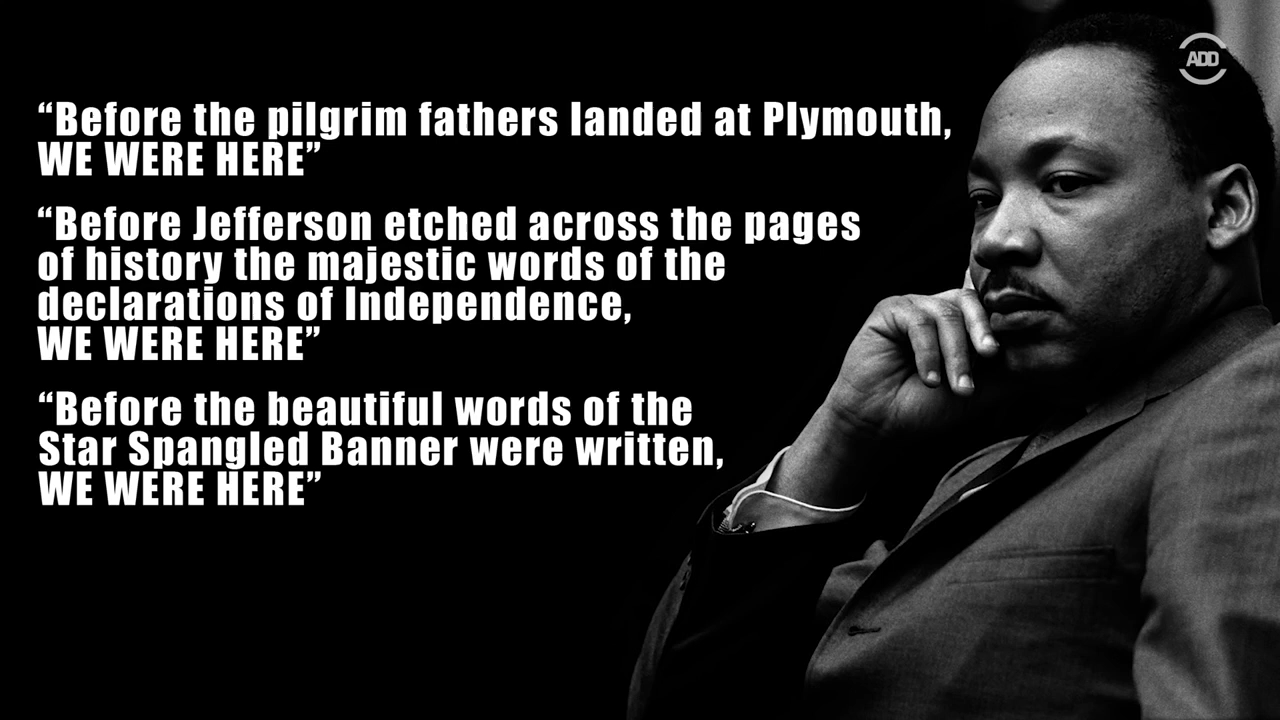 “Before the pilgrim fathers landed at Plymouth,
WE WERE HERE”
“Before Jefferson etched across the pages
of history the majestic words of the
declarations of Independence,
WE WERE HERE”
“Before the beautiful words of the
Star Spangled Banner were written,
WE WERE HERE”
ADD